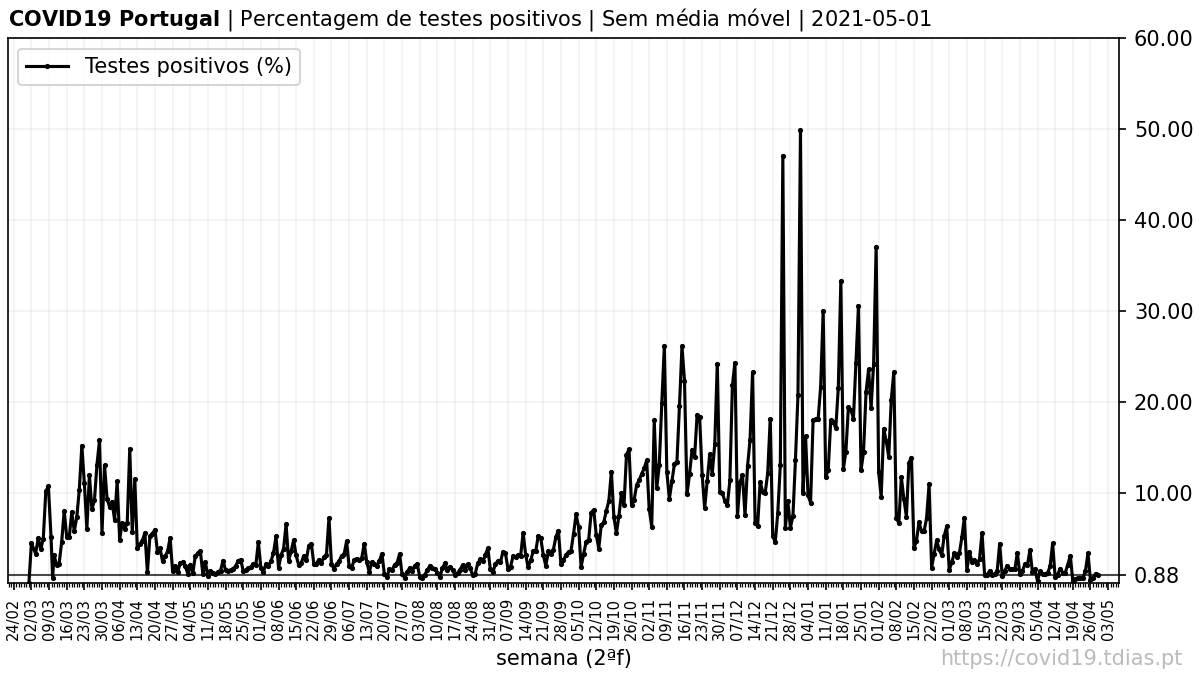 COVID19 Portugal | Percentagem de testes positivos | Sem média móvel | 2021-05-01
Testes positivos (%)
60.00
50.00
40.00
30.00
20.00
10.00
0.88
24/02 02/03 09/03 16/03 23/03 30/03 06/04 13/04 20/04 27/04 04/05 11/05 18/05 25/05 01/06 08/06 15/06 22/06 29/06 06/07 13/07 20/07 27/07 03/08 10/08 17/08 24/08 31/08 07/09 14/09 21/09 28/09 05/10 12/10 19/10 26/10 02/11 09/11 16/11 23/11 30/11 07/12 14/12 21/12 28/12 04/01 11/01 18/01 25/01 01/02 08/02 15/02 22/02 01/03 08/03 15/03 22/03 29/03 05/04 12/04 19/04 26/04 03/05
semana (2ªf)
https://covid19.tdias.pt